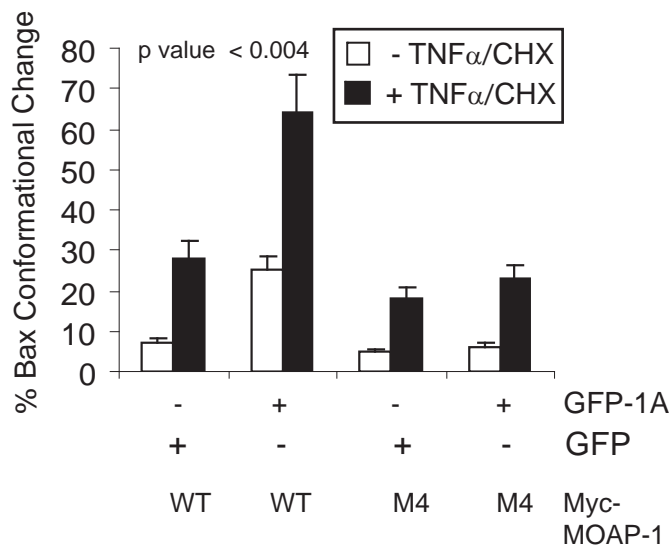 % Bax Conformational Change
80
70
60
50
40
30
20
10
0
p value < 0.004
- TNFα/CHX
+ TNFα/CHX
- + - + GFP-1A
+ - + - GFP
WT WT M4 M4 Myc-
MOAP-1